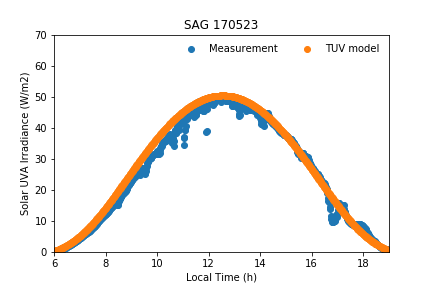 SAG 170523
Measurement TUV model
Solar UVA Irradiance (W/m2)
70
60
50
40
30
20
10
0
6 8 10 12 14 16 18
Local Time (h)